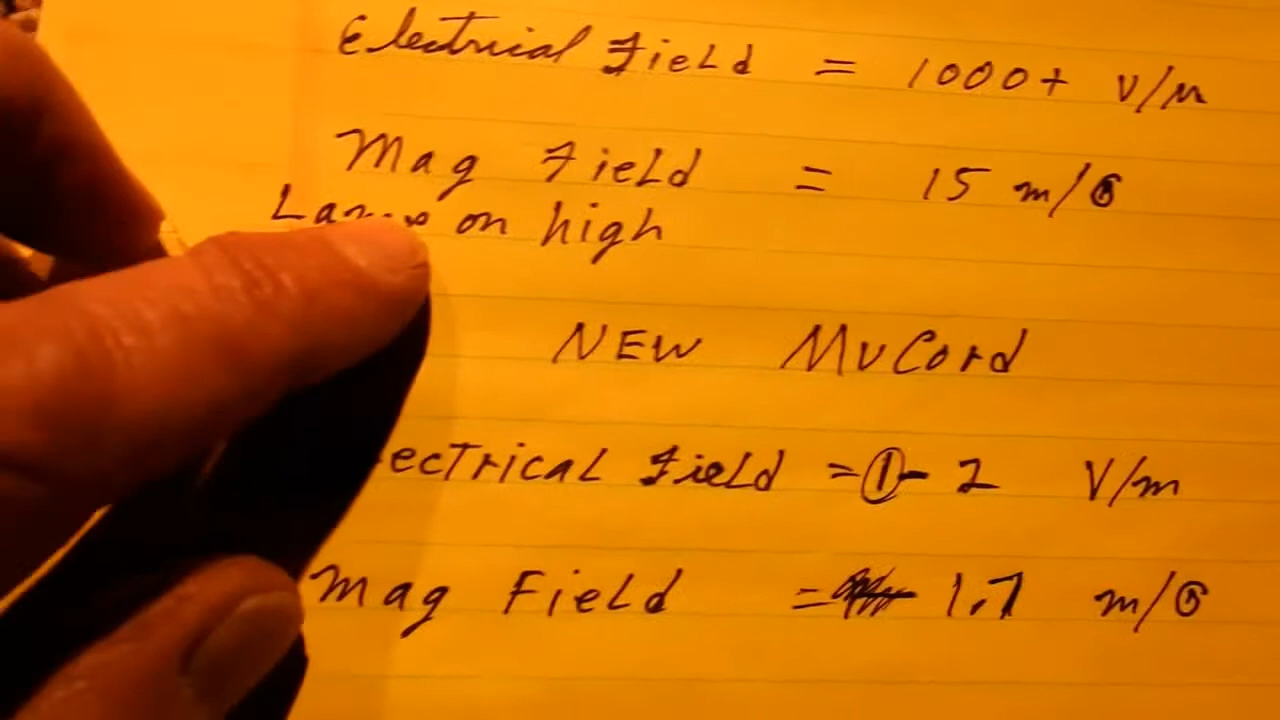 Electrical Field = 1000+ V/m
Mag Field = 15 m/G
on high
NEW MuCord
ectrical Field = 1 - 2 V/m
Mag Field = 1.7 m/G